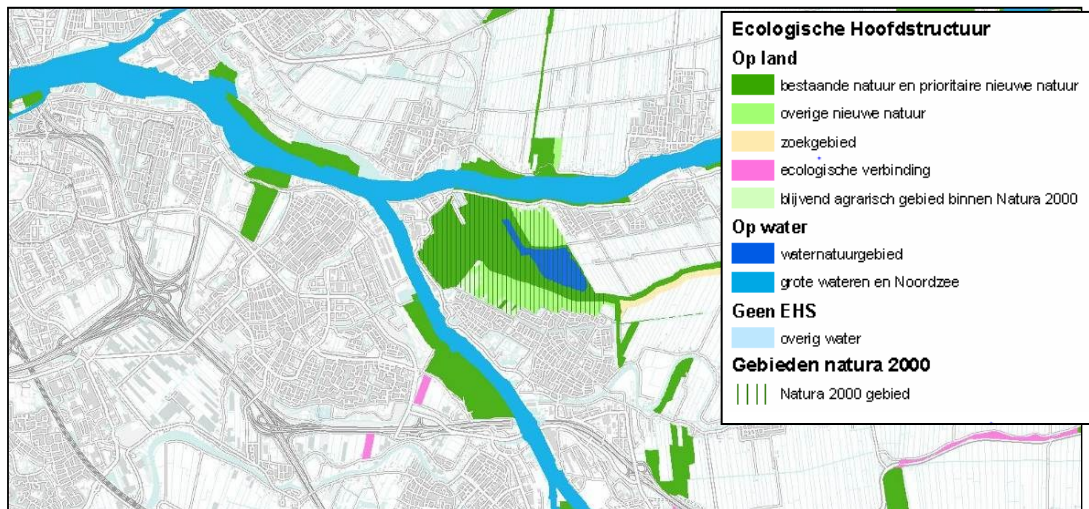 Ecologische Hoofdstructuur
Op land
bestaande natuur en prioritaire nieuwe natuur
overige nieuwe natuur
zoekgebied
ecologische verbinding
blijvend agrarisch gebied binnen Natura 2000
Op water
waternatuurgebied
grote wateren en Noordzee
Geen EHS
overig water
Gebieden natura 2000
Natura 2000 gebied